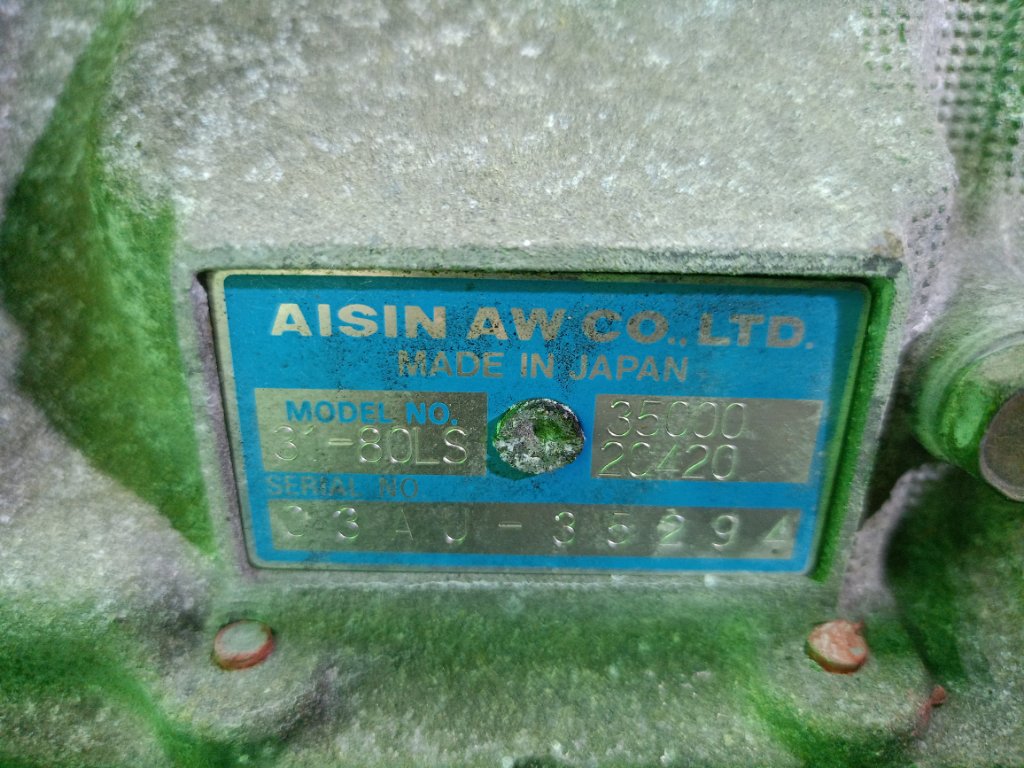 AISIN AW CO., LTD.
MADE IN JAPAN
MODEL NO.
31-80LS
35000
20420
SERIAL NO
03AJ-35294